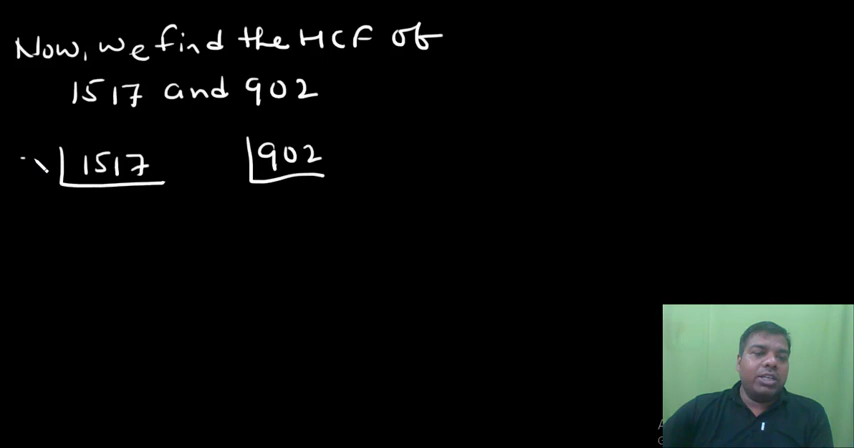 Now, we find the HCF of
1517 and 902
1517 902